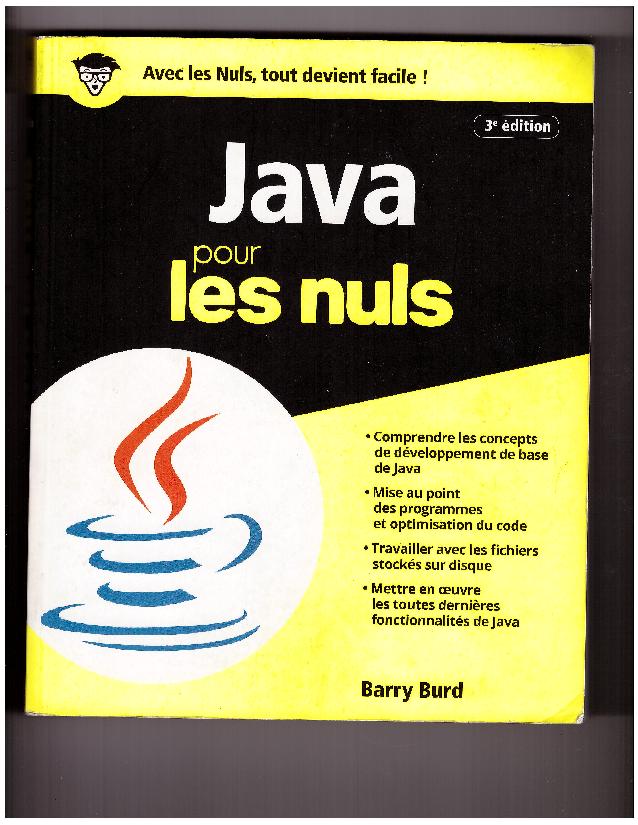 Avec les Nuls, tout devient facile !
3e édition
Java
pour
les nuls
• Comprendre les concepts
de développement de base
de Java
• Mise au point
des programmes
et optimisation du code
• Travailler avec les fichiers
stockés sur disque
• Mettre en œuvre
les toutes dernières
fonctionnalités de Java
Barry Burd